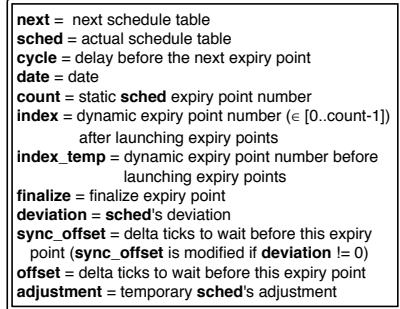 next = next schedule table
sched = actual schedule table
cycle = delay before the next expiry point
date = date
count = static sched expiry point number
index = dynamic expiry point number (∈ [0..count-1])
after launching expiry points
index_temp = dynamic expiry point number before
launching expiry points
finalize = finalize expiry point
deviation = sched's deviation
sync_offset = delta ticks to wait before this expiry
point (sync_offset is modified if deviation != 0)
offset = delta ticks to wait before this expiry point
adjustment = temporary sched's adjustment